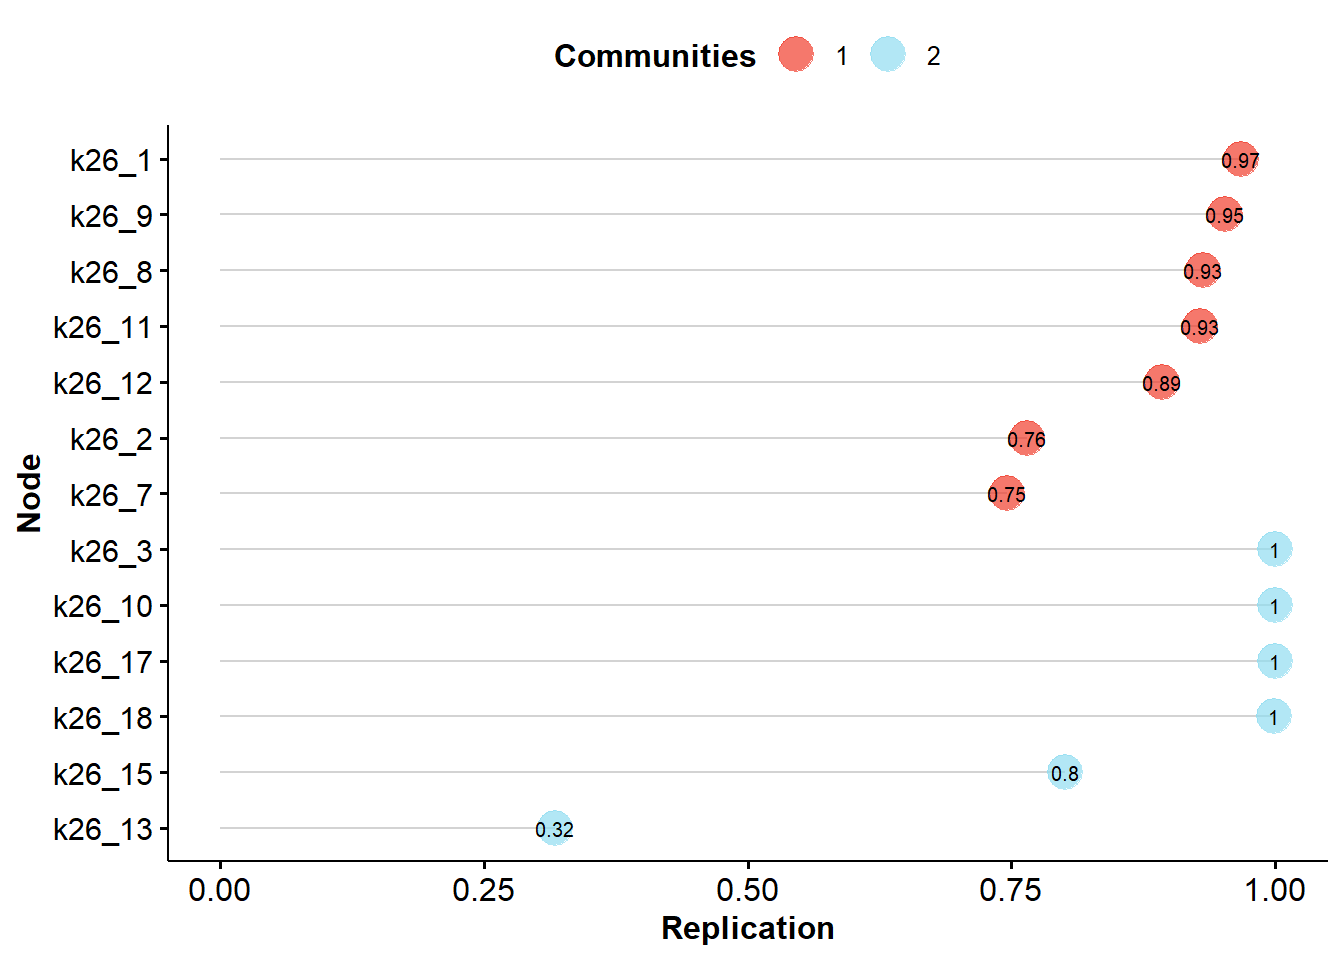 Communities 1 2
k26_1 0.97
k26_9 0.95
k26_8 0.93
k26_11 0.93
k26_12 0.89
k26_2 0.76
k26_7 0.75
k26_3 1
k26_10 1
k26_17 1
k26_18 1
k26_15 0.8
k26_13 0.32
Node
0.00 0.25 0.50 0.75 1.00
Replication